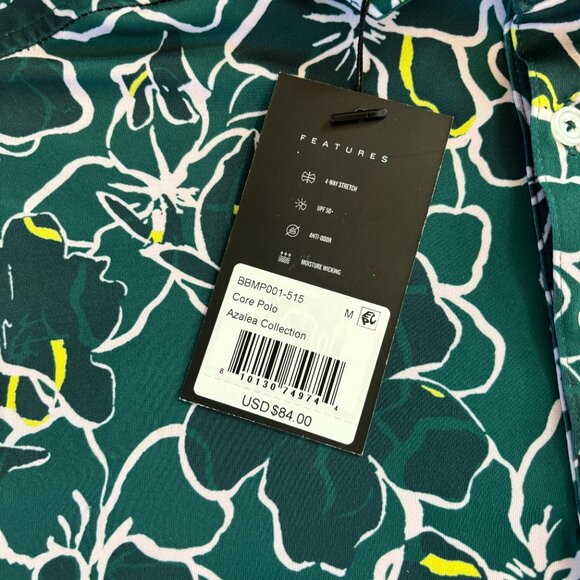 FEATURES
4-WAY STRETCH
UPF 50+
ANTI-ODOR
MOISTURE WICKING
BBMP001-515
Core Polo M
Azalea Collection
8 10130 74974 4
USD $84.00